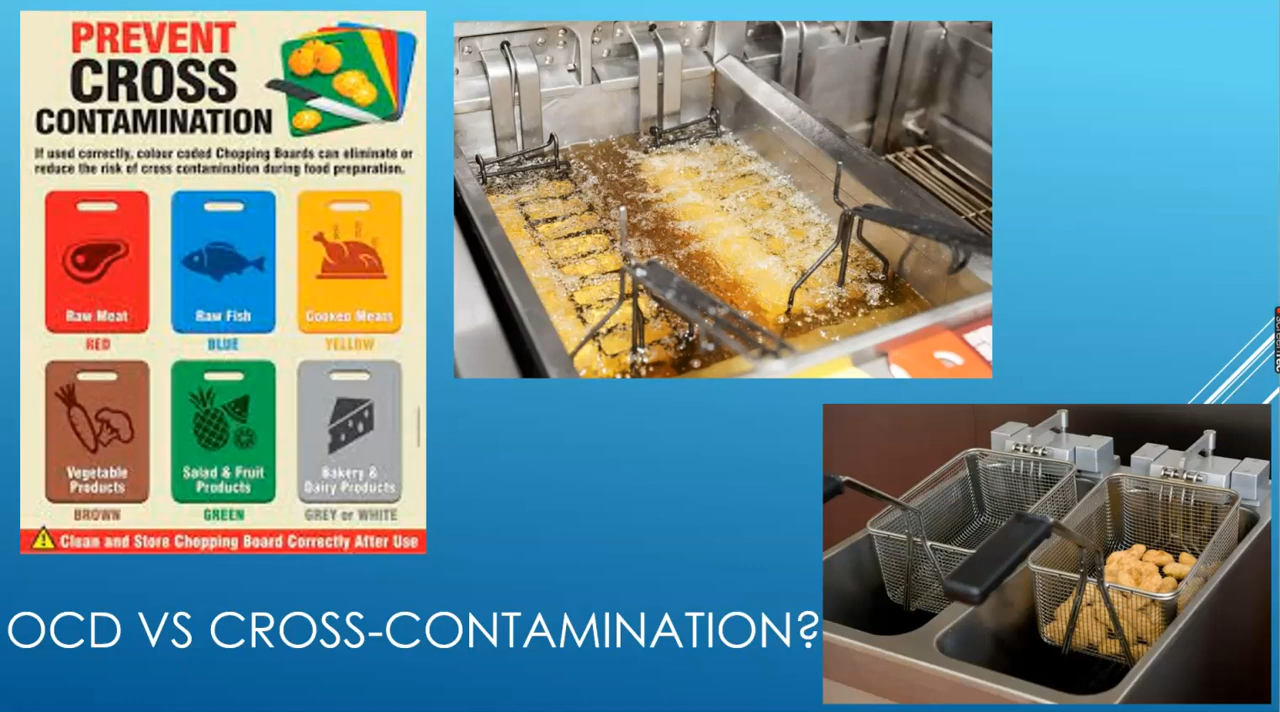 PREVENT
CROSS
CONTAMINATION
If used correctly, colour coded Chopping Boards can eliminate or
reduce the risk of cross contamination during food preparation.
Raw Meat
Raw Fish
Cooked Meats
RED
BLUE
YELLOW
Vegetable
Products
Salad & Fruit
Products
Bakery &
Dairy Products
BROWN
GREEN
GREY or WHITE
Clean and Store Chopping Board Correctly After Use
OCD VS CROSS-CONTAMINATION?